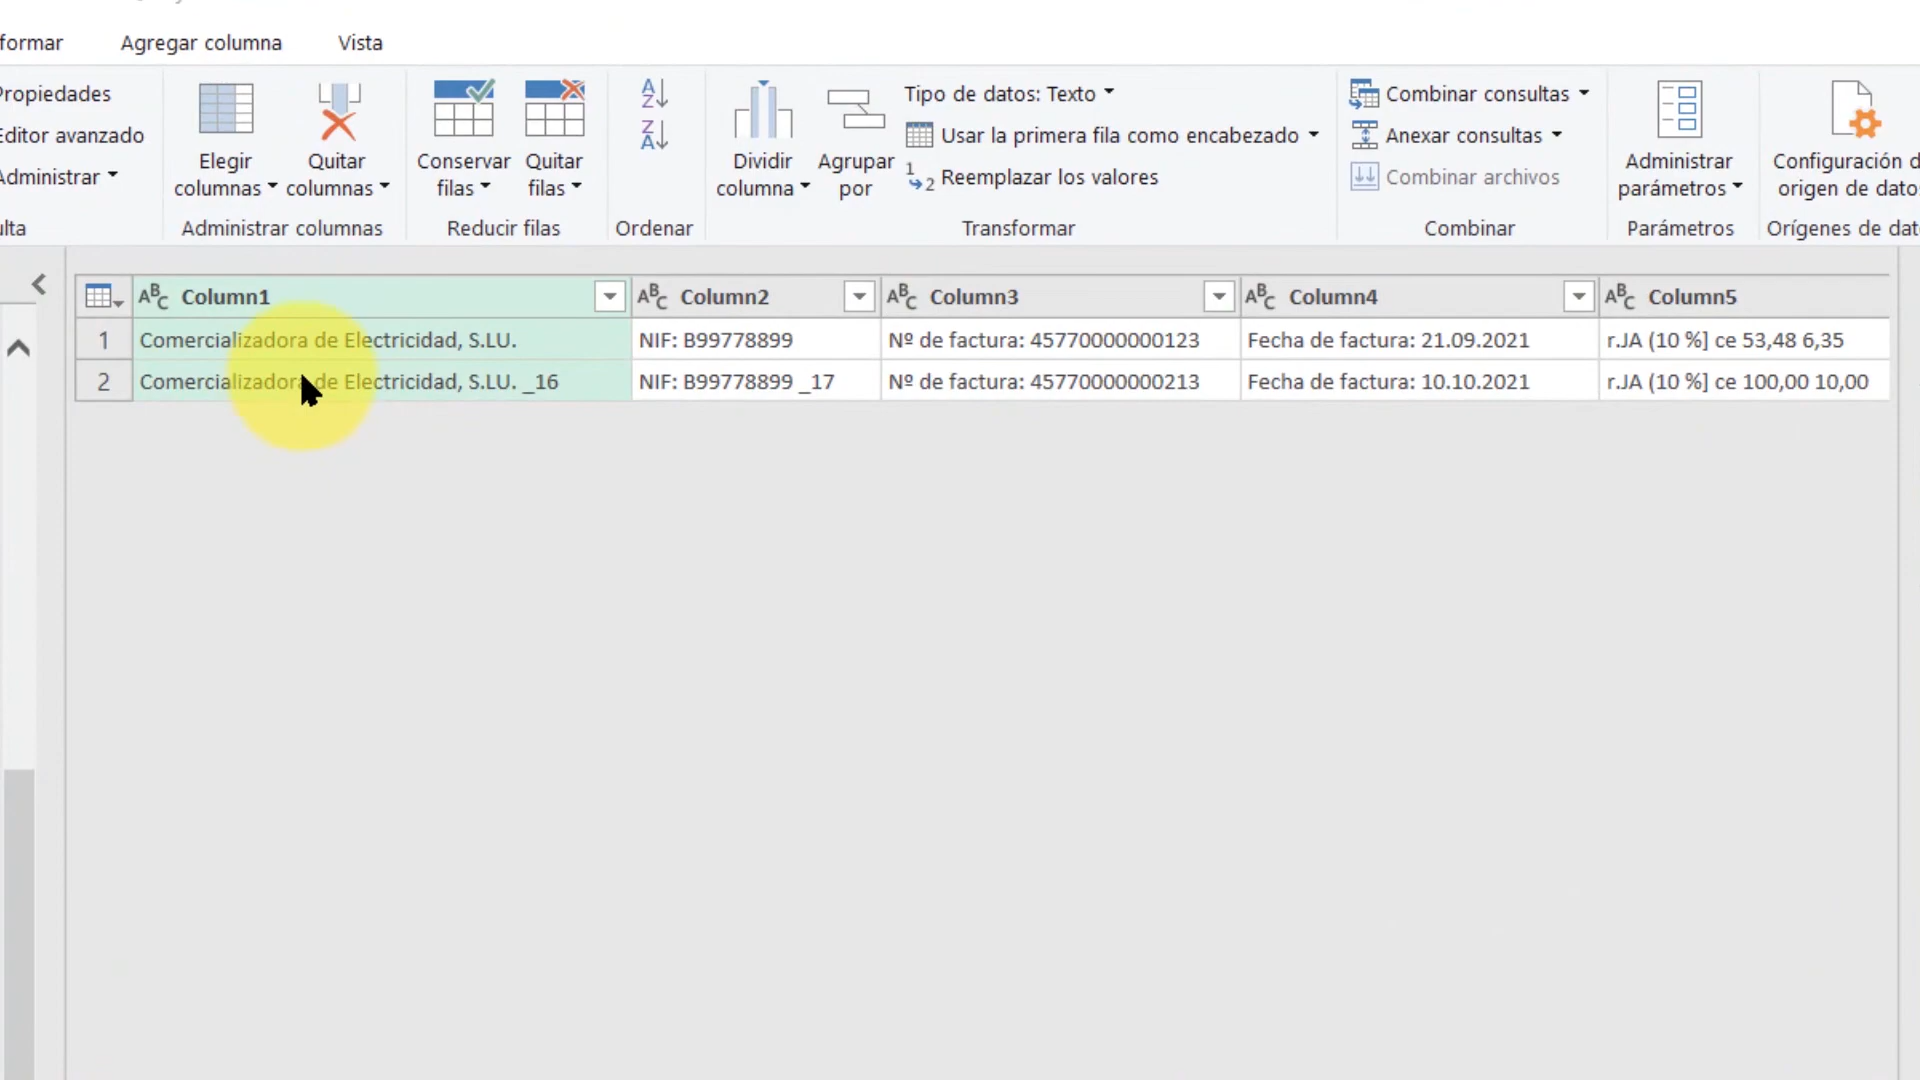 formar Agregar columna Vista
Propiedades
Editor avanzado
Administrar
Elegir columnas
Quitar columnas
Administrar columnas
Conservar filas
Quitar filas
Reducir filas
Ordenar
Dividir columna
Agrupar por
Tipo de datos: Texto
Usar la primera fila como encabezado
Reemplazar los valores
Transformar
Combinar consultas
Anexar consultas
Combinar archivos
Combinar
Administrar parámetros
Parámetros
Configuración d
origen de dato
Orígenes de dat
ulta
Column1 Column2 Column3 Column4 Column5
1 Comercializadora de Electricidad, S.LU. NIF: B99778899 Nº de factura: 45770000000123 Fecha de factura: 21.09.2021 r.JA (10 %] ce 53,48 6,35
2 Comercializadora de Electricidad, S.LU. _16 NIF: B99778899 _17 Nº de factura: 45770000000213 Fecha de factura: 10.10.2021 r.JA (10 %] ce 100,00 10,00